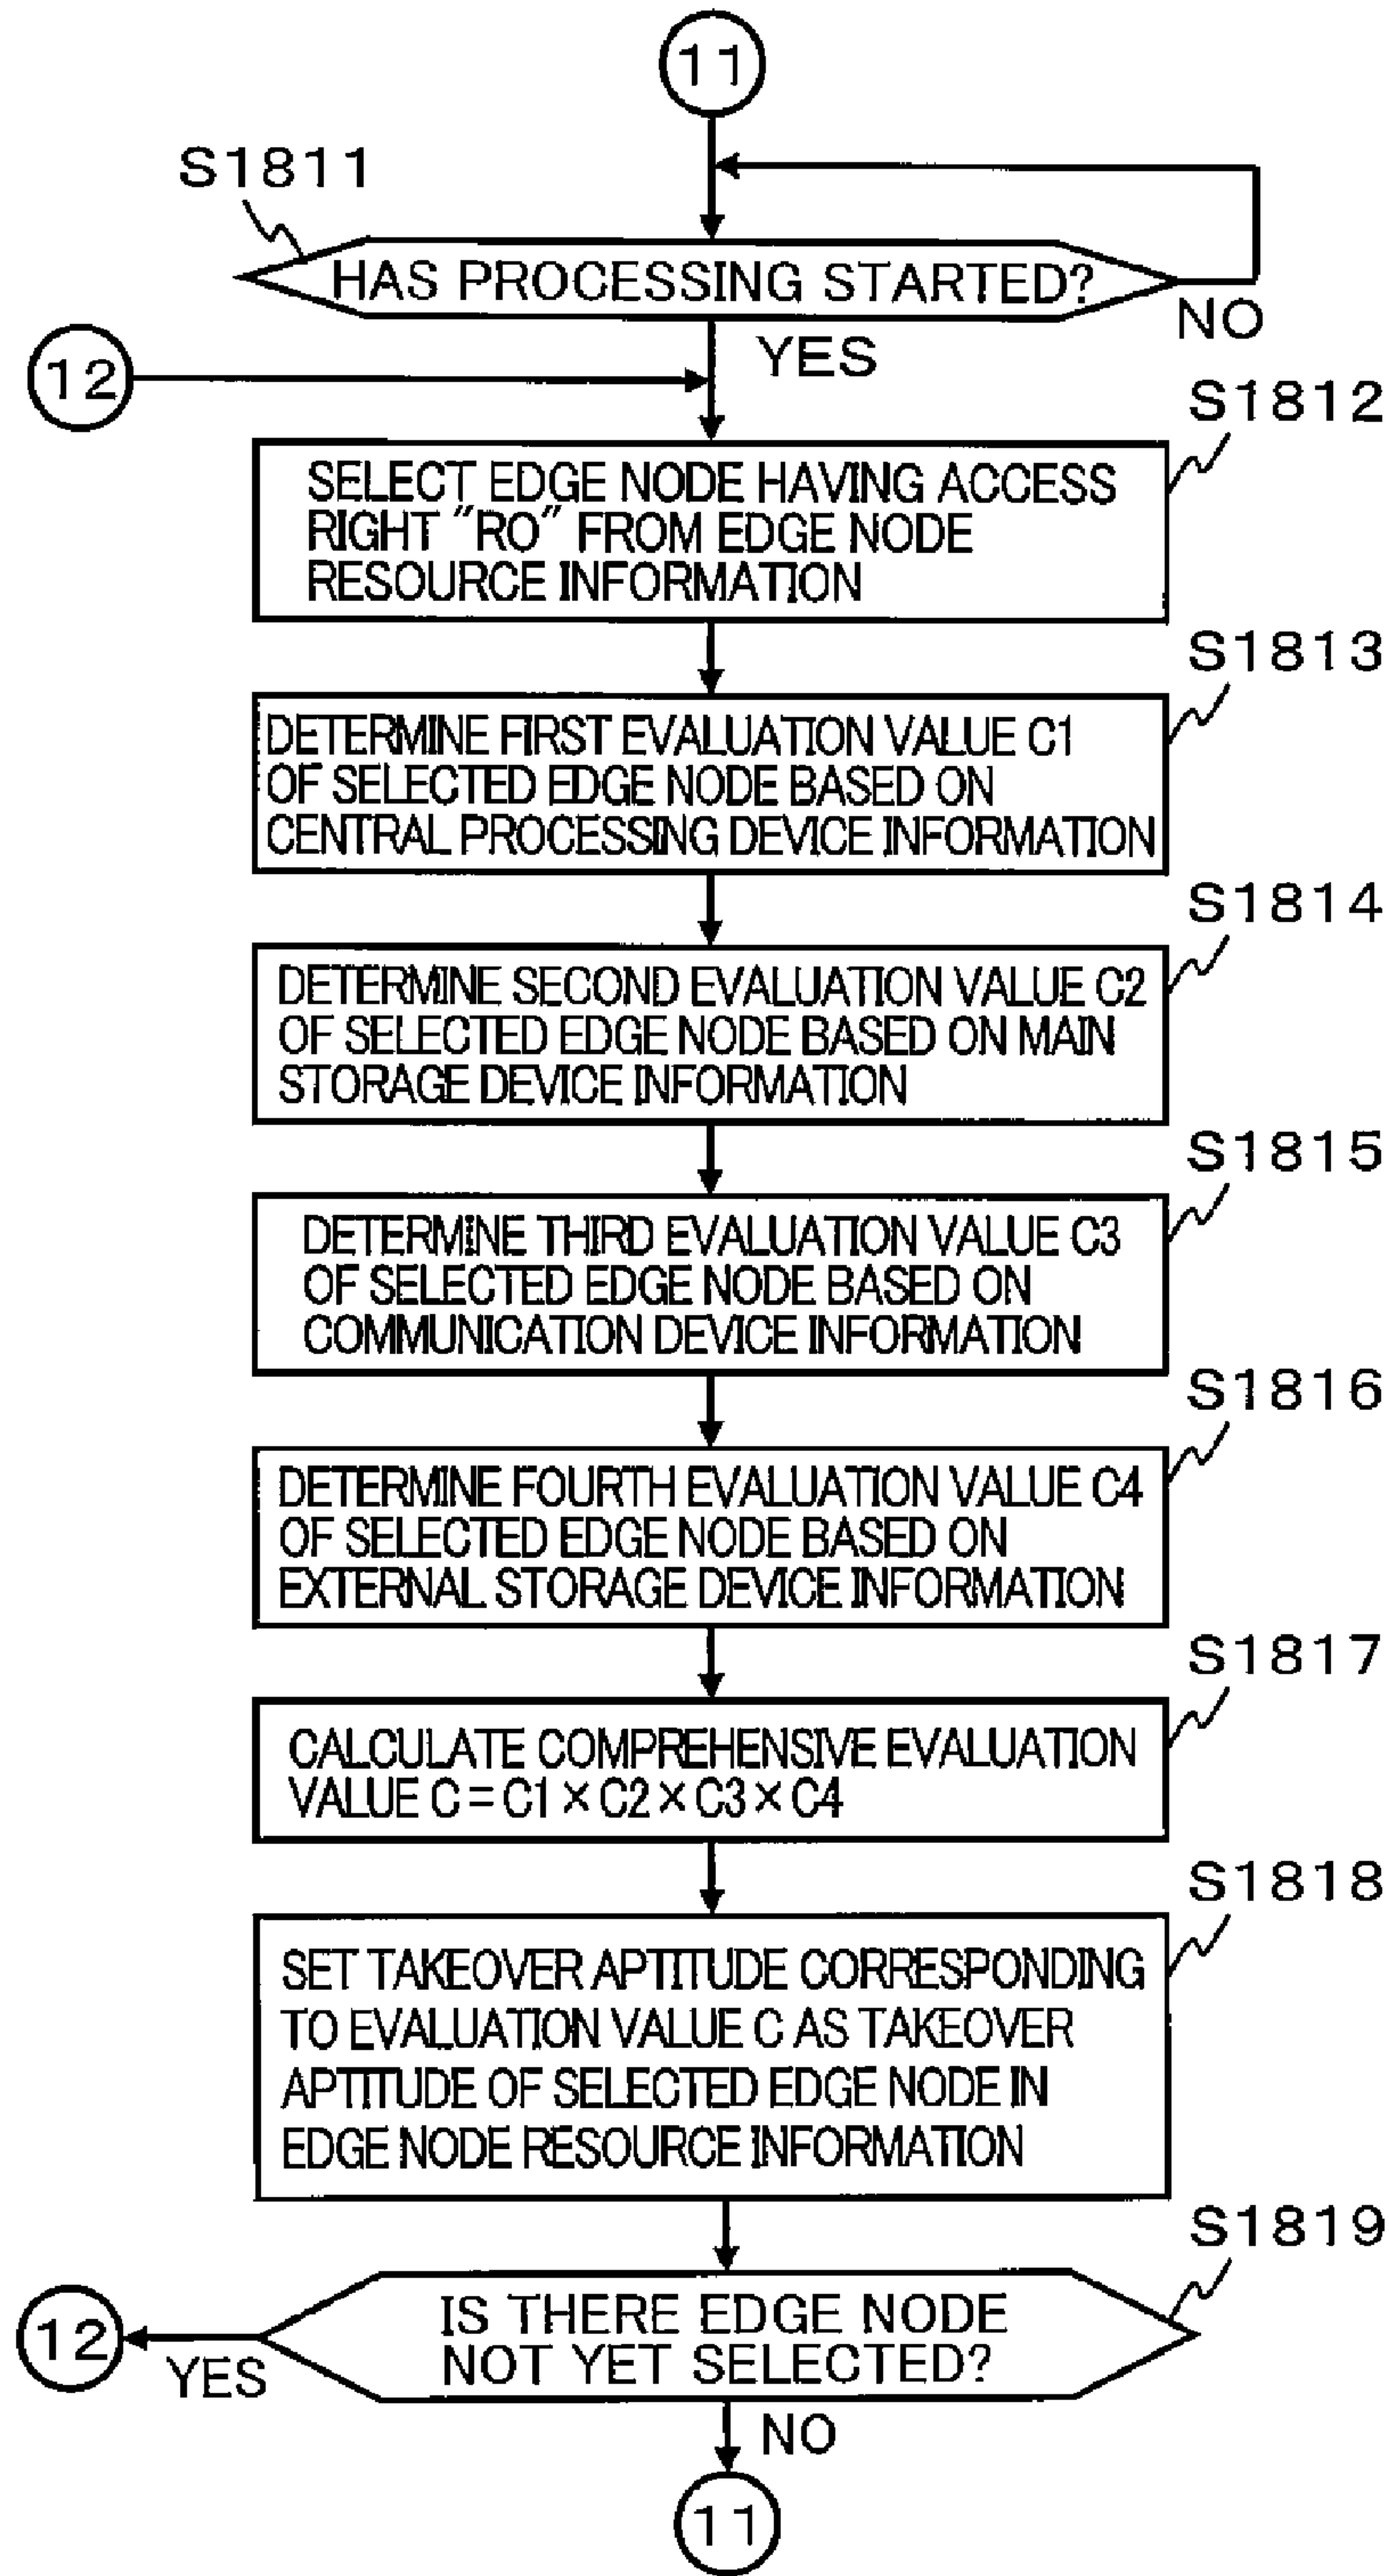 11
S1811
HAS PROCESSING STARTED?
NO
YES
12
S1812
SELECT EDGE NODE HAVING ACCESS
RIGHT "RO" FROM EDGE NODE
RESOURCE INFORMATION
S1813
DETERMINE FIRST EVALUATION VALUE C1
OF SELECTED EDGE NODE BASED ON
CENTRAL PROCESSING DEVICE INFORMATION
S1814
DETERMINE SECOND EVALUATION VALUE C2
OF SELECTED EDGE NODE BASED ON MAIN
STORAGE DEVICE INFORMATION
S1815
DETERMINE THIRD EVALUATION VALUE C3
OF SELECTED EDGE NODE BASED ON
COMMUNICATION DEVICE INFORMATION
S1816
DETERMINE FOURTH EVALUATION VALUE C4
OF SELECTED EDGE NODE BASED ON
EXTERNAL STORAGE DEVICE INFORMATION
S1817
CALCULATE COMPREHENSIVE EVALUATION
VALUE C = C1 × C2 × C3 × C4
S1818
SET TAKEOVER APTITUDE CORRESPONDING
TO EVALUATION VALUE C AS TAKEOVER
APTITUDE OF SELECTED EDGE NODE IN
EDGE NODE RESOURCE INFORMATION
S1819
IS THERE EDGE NODE
NOT YET SELECTED?
12
YES
NO
11